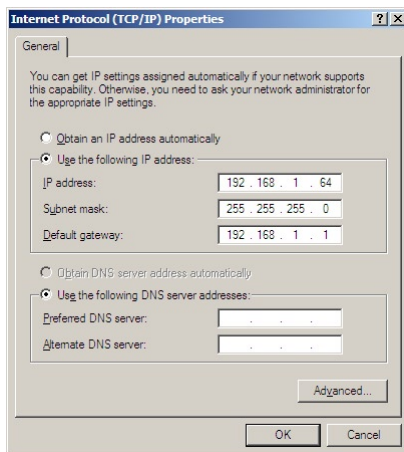 Internet Protocol (TCP/IP) Properties
General
You can get IP settings assigned automatically if your network supports
this capability. Otherwise, you need to ask your network administrator for
the appropriate IP settings.
Obtain an IP address automatically
Use the following IP address:
IP address: 192 . 168 . 1 . 64
Subnet mask: 255 . 255 . 255 . 0
Default gateway: 192 . 168 . 1 . 1
Obtain DNS server address automatically
Use the following DNS server addresses:
Preferred DNS server: . . .
Alternate DNS server: . . .
Advanced...
OK Cancel